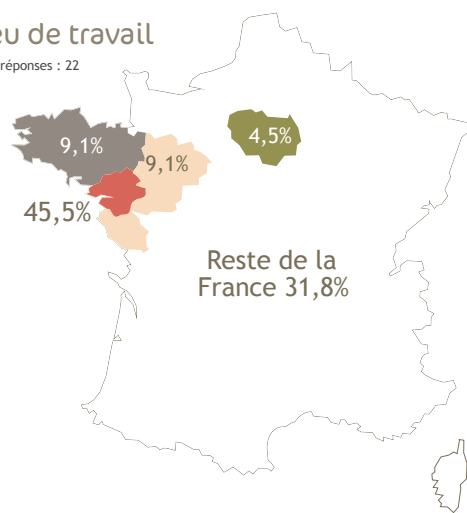 eu de travail
réponses : 22
9,1%
4,5%
9,1%
45,5%
Reste de la
France 31,8%